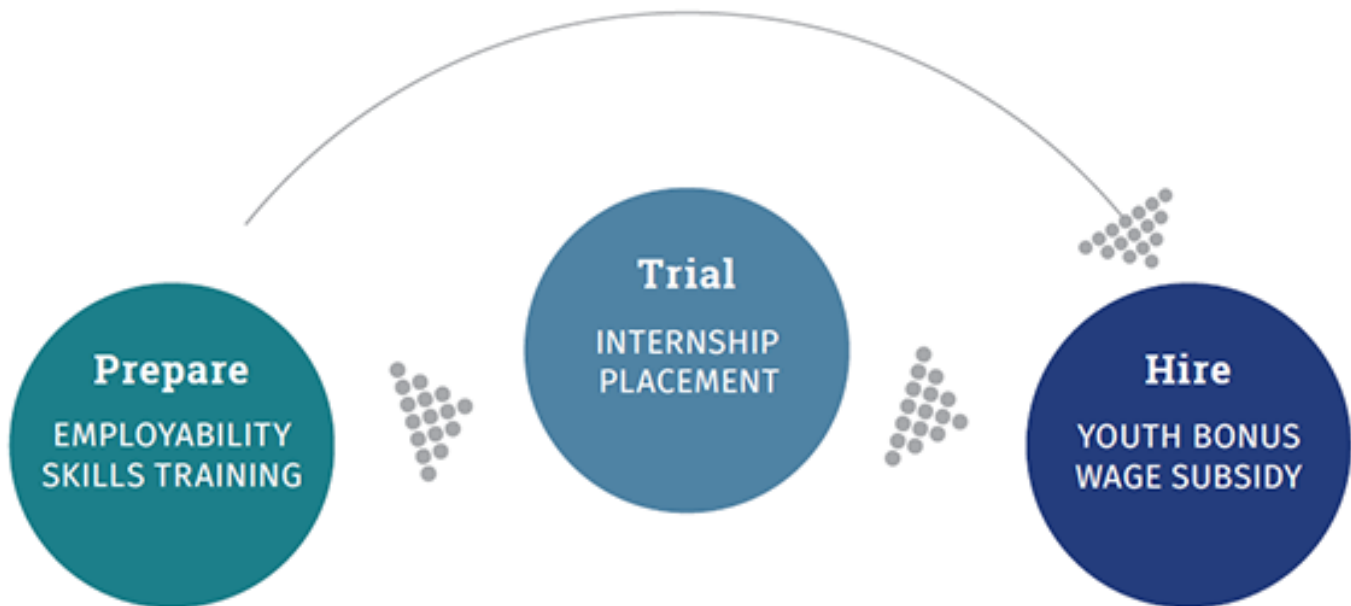 Prepare
EMPLOYABILITY
SKILLS TRAINING
Trial
INTERNSHIP
PLACEMENT
Hire
YOUTH BONUS
WAGE SUBSIDY